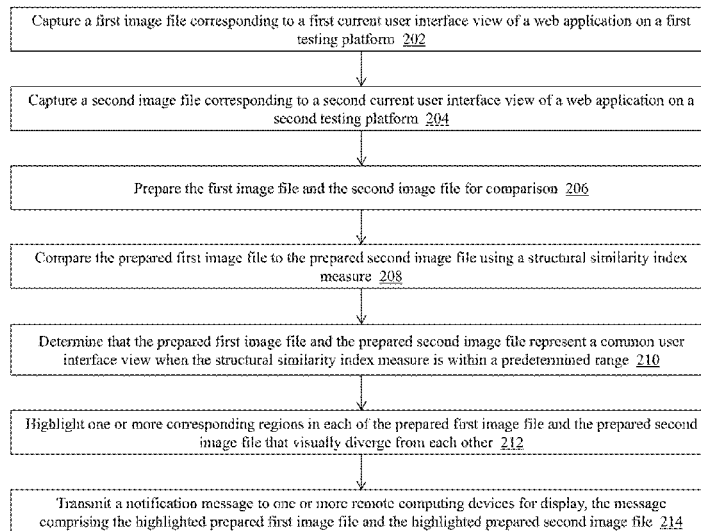 Capture a first image file corresponding to a first current user interface view of a web application on a first
testing platform 202
Capture a second image file corresponding to a second current user interface view of a web application on a
second testing platform 204
Prepare the first image file and the second image file for comparison 206
Compare the prepared first image file to the prepared second image file using a structural similarity index
measure 208
Determine that the prepared first image file and the prepared second image file represent a common user
interface view when the structural similarity index measure is within a predetermined range 210
Highlight one or more corresponding regions in each of the prepared first image file and the prepared second
image file that visually diverge from each other 212
Transmit a notification message to one or more remote computing devices for display, the message
comprising the highlighted prepared first image file and the highlighted prepared second image file 214